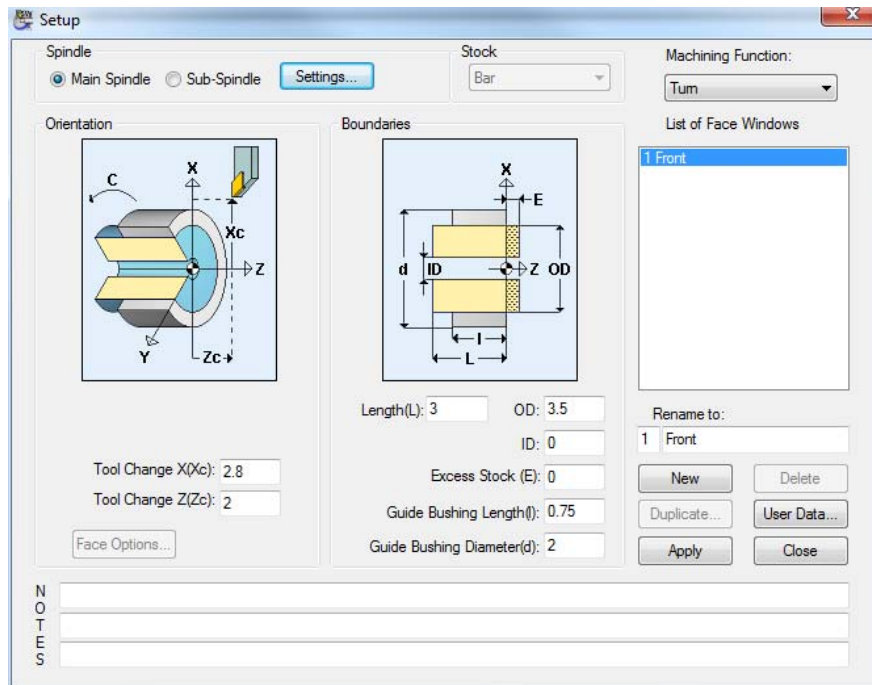 Setup
Spindle
Main Spindle
Sub-Spindle
Settings...
Stock
Bar
Machining Function:
Turn
Orientation
C
X
Xc
Z
Y
Zc
Boundaries
X
E
d
ID
Z
OD
l
L
Length(L): 3
OD: 3.5
ID: 0
Excess Stock (E): 0
Guide Bushing Length(l): 0.75
Guide Bushing Diameter(d): 2
Tool Change X(Xc): 2.8
Tool Change Z(Zc): 2
Face Options...
List of Face Windows
1 Front
Rename to:
1 Front
New
Delete
Duplicate...
User Data...
Apply
Close
NOTES